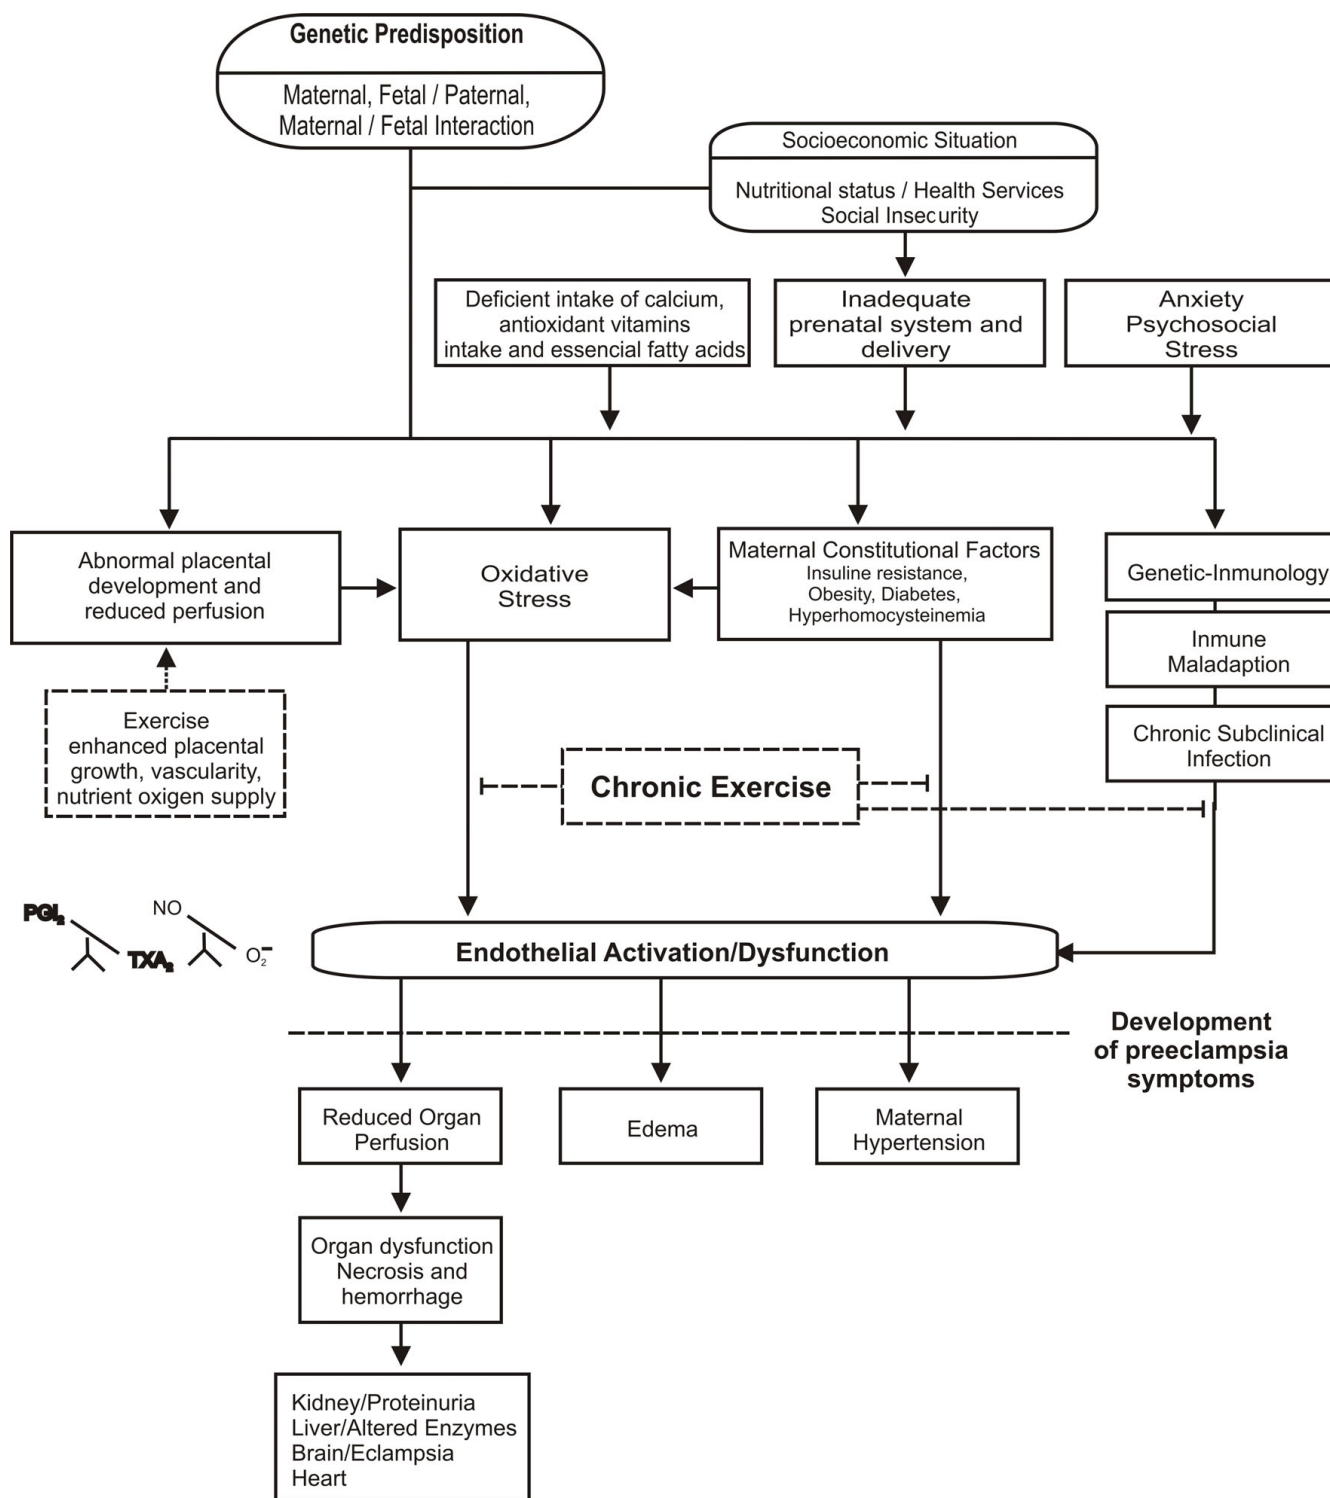 Genetic Predisposition
Maternal, Fetal / Paternal,
Maternal / Fetal Interaction
Socioeconomic Situation
Nutritional status / Health Services
Social Insecurity
Deficient intake of calcium,
antioxidant vitamins
intake and essencial fatty acids
Inadequate
prenatal system and
delivery
Anxiety
Psychosocial
Stress
Abnormal placental
development and
reduced perfusion
Oxidative
Stress
Maternal Constitutional Factors
Insuline resistance,
Obesity, Diabetes,
Hyperhomocysteinemia
Genetic-Inmunology
Inmune
Maladaption
Chronic Subclinical
Infection
Exercise
enhanced placental
growth, vascularity,
nutrient oxigen supply
Chronic Exercise
PGI₂
TXA₂
NO
O₂⁻
Endothelial Activation/Dysfunction
Development
of preeclampsia
symptoms
Reduced Organ
Perfusion
Edema
Maternal
Hypertension
Organ dysfunction
Necrosis and
hemorrhage
Kidney/Proteinuria
Liver/Altered Enzymes
Brain/Eclampsia
Heart